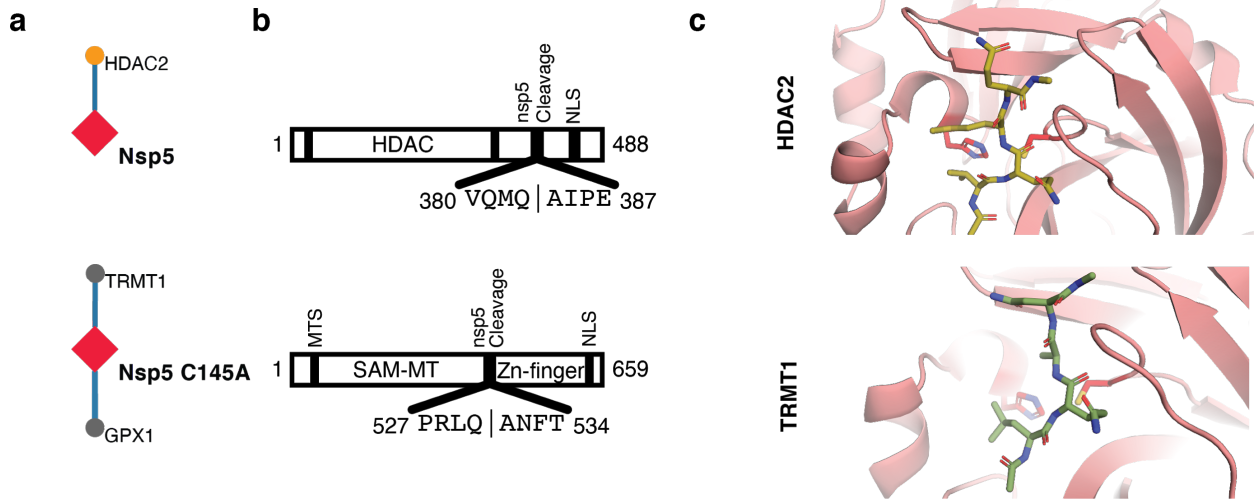 a
b
c
HDAC2
Nsp5
nsp5
Cleavage
NLS
1
HDAC
488
380 VQMQ|AIPE 387
HDAC2
TRMT1
Nsp5 C145A
GPX1
MTS
nsp5
Cleavage
NLS
1
SAM-MT
Zn-finger
659
527 PRLQ|ANFT 534
TRMT1